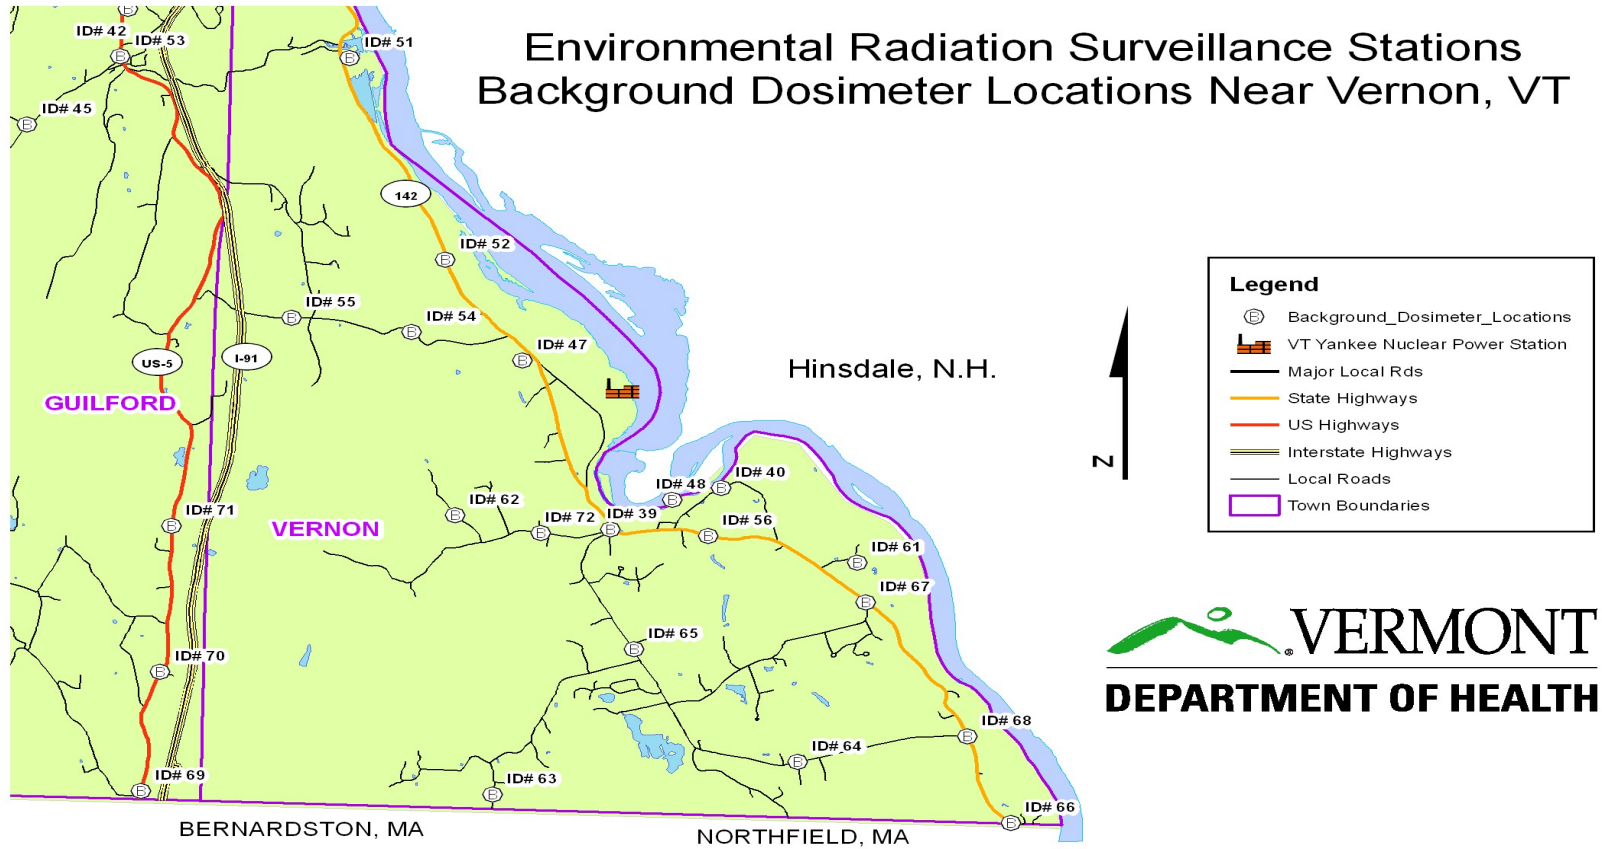 Environmental Radiation Surveillance Stations
Background Dosimeter Locations Near Vernon, VT
ID# 42
ID# 53
ID# 51
ID# 45
142
ID# 52
ID# 55
ID# 54
ID# 47
US-5
I-91
GUILFORD
Hinsdale, N.H.
Legend
B Background_Dosimeter_Locations
VT Yankee Nuclear Power Station
Major Local Rds
State Highways
US Highways
Interstate Highways
Local Roads
Town Boundaries
N
ID# 40
ID# 48
ID# 62
ID# 71
ID# 72
ID# 39
ID# 56
VERNON
ID# 61
ID# 67
ID# 65
ID# 70
ID# 68
ID# 64
ID# 69
ID# 63
ID# 66
BERNARDSTON, MA
NORTHFIELD, MA
VERMONT
DEPARTMENT OF HEALTH